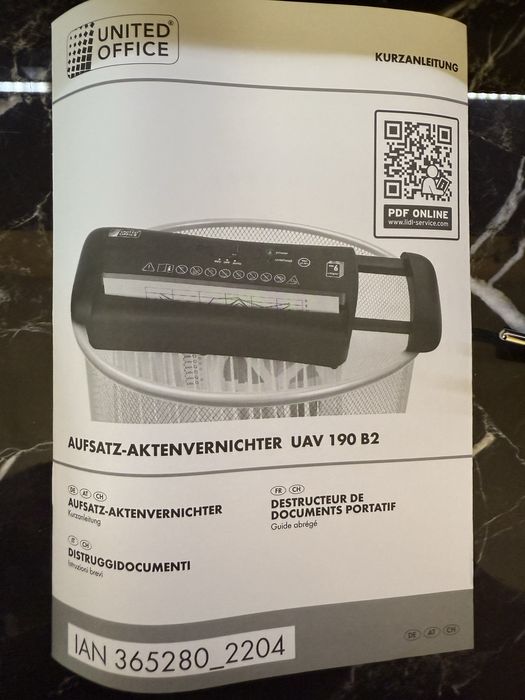 UNITED
OFFICE®
KURZANLEITUNG
PDF ONLINE
www.lidl-service.com
AUFSATZ-AKTENVERNICHTER UAV 190 B2
DE AT CH
AUFSATZ-AKTENVERNICHTER
Kurzanleitung
FR CH
DESTRUCTEUR DE
DOCUMENTS PORTATIF
Guide abrégé
IT CH
DISTRUGGIDOCUMENTI
Istruzioni brevi
IAN 365280_2204
DE AT CH